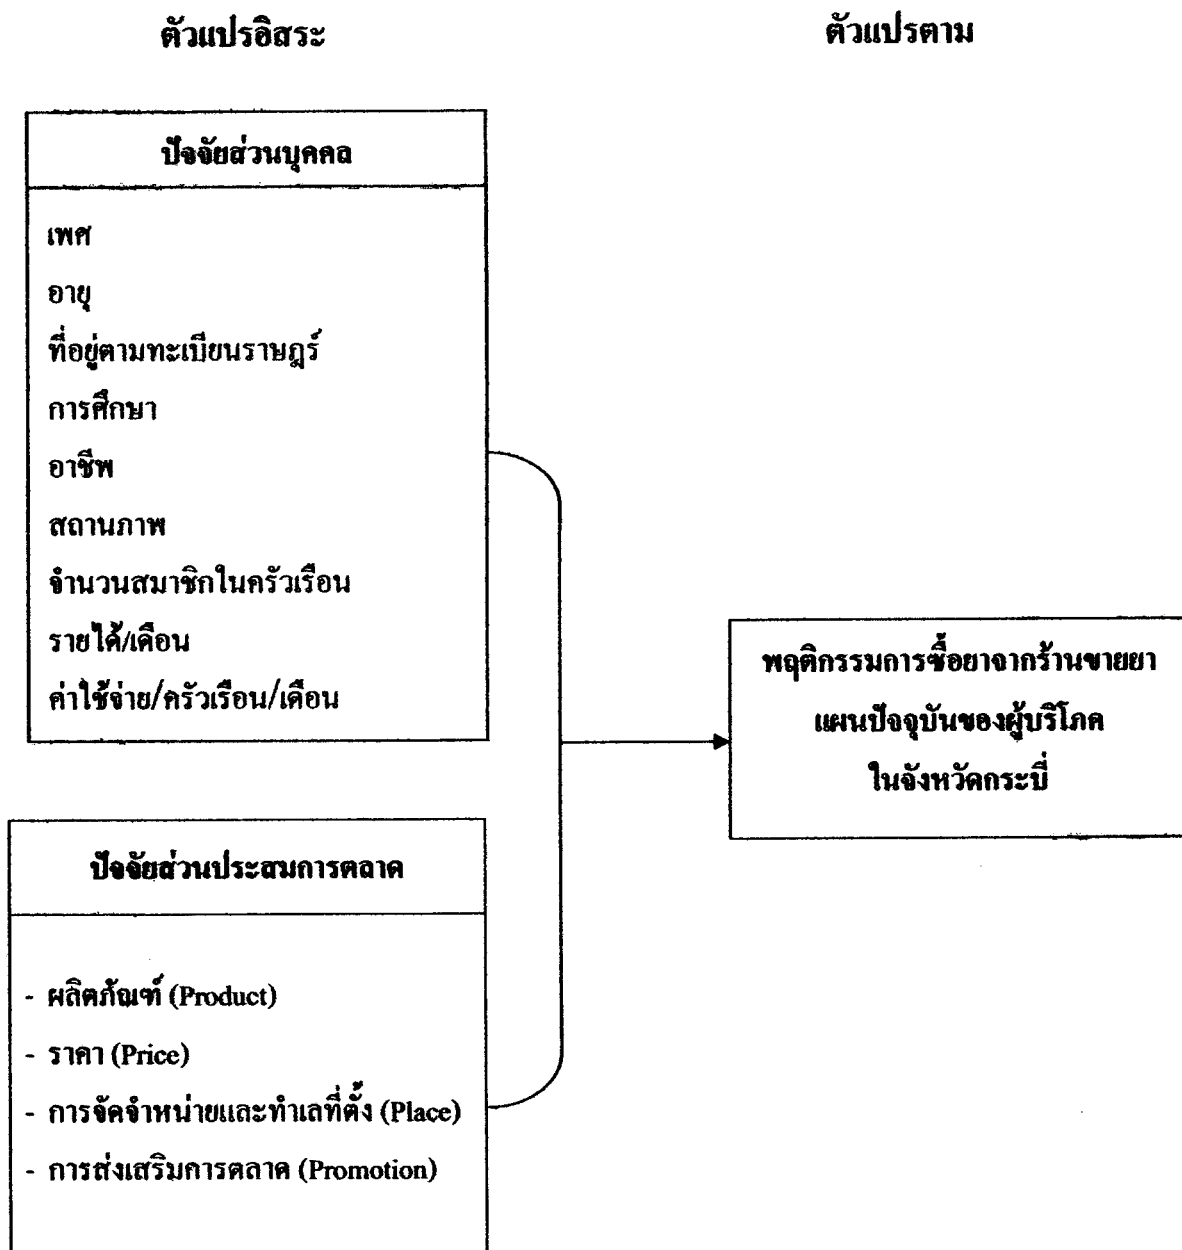 ตัวแปรอิสระ
ตัวแปรตาม
ปัจจัยส่วนบุคคล
เพศ
อายุ
ที่อยู่ตามทะเบียนราษฎร์
การศึกษา
อาชีพ
สถานภาพ
จำนวนสมาชิกในครัวเรือน
รายได้/เดือน
ค่าใช้จ่าย/ครัวเรือน/เดือน
พฤติกรรมการซื้อยาจากร้านขายยา
แผนปัจจุบันของผู้บริโภค
ในจังหวัดกระบี่
ปัจจัยส่วนประสมการตลาด
- ผลิตภัณฑ์ (Product)
- ราคา (Price)
- การจัดจำหน่ายและทำเลที่ตั้ง (Place)
- การส่งเสริมการตลาด (Promotion)